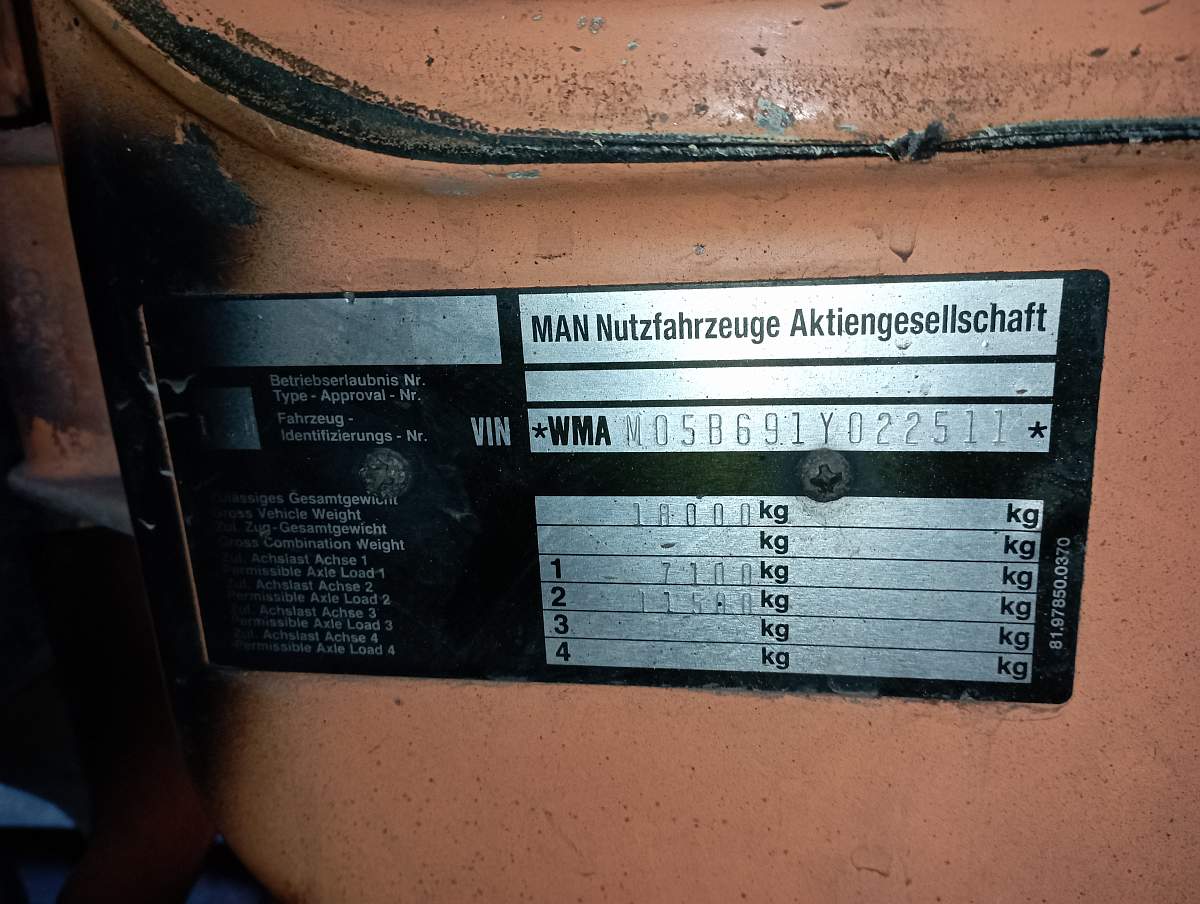 MAN Nutzfahrzeuge Aktiengesellschaft
Betriebserlaubnis Nr.
Type - Approval - Nr.
Fahrzeug -
Identifizierungs - Nr.
VIN *WMA M05B691Y022511 *
Zulässiges Gesamtgewicht 18000 kg kg
Gross Vehicle Weight
Zul. Zug-Gesamtgewicht kg kg
Gross Combination Weight
Zul. Achslast Achse 1 1 7100 kg kg
Permissible Axle Load 1
Zul. Achslast Achse 2 2 11500 kg kg
Permissible Axle Load 2
Zul. Achslast Achse 3 3 kg kg
Permissible Axle Load 3
Zul. Achslast Achse 4 4 kg kg
Permissible Axle Load 4
81.97850.0370